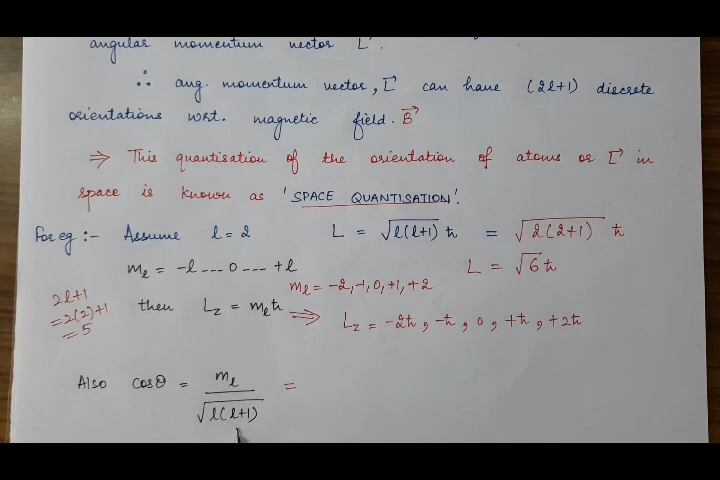 angular momentum vector L⃗.
∴ ang. momentum vector, L⃗ can have (2l+1) discrete
orientations wrt. magnetic field. B⃗
⇒ This quantisation of the orientation of atoms or L⃗ in
space is known as 'SPACE QUANTISATION'.
For eg :- Assume l = 2 L = √l(l+1) ħ = √2(2+1) ħ
mₗ = -l --- 0 --- +l L = √6 ħ
mₗ = -2, -1, 0, +1, +2
2l+1
= 2(2)+1
= 5
then L_z = mₗħ ⇒ L_z = -2ħ, -ħ, 0, +ħ, +2ħ
Also cosθ = mₗ / √l(l+1) =